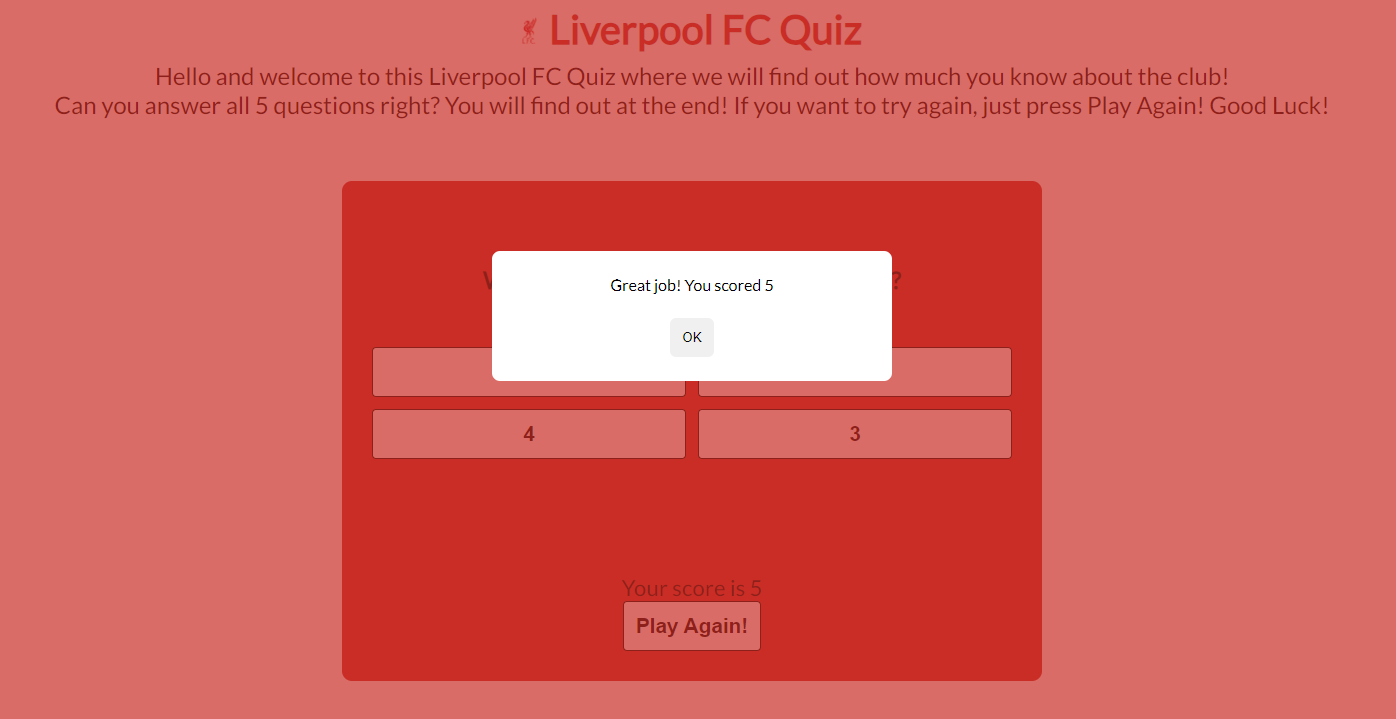 Liverpool FC Quiz
Hello and welcome to this Liverpool FC Quiz where we will find out how much you know about the club!
Can you answer all 5 questions right? You will find out at the end! If you want to try again, just press Play Again! Good Luck!
?
Great job! You scored 5
OK
4 3
Your score is 5
Play Again!